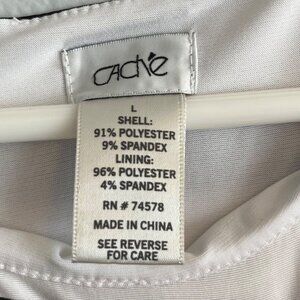 CACHÉ
L
SHELL:
91% POLYESTER
9% SPANDEX
LINING:
96% POLYESTER
4% SPANDEX
RN # 74578
MADE IN CHINA
SEE REVERSE
FOR CARE